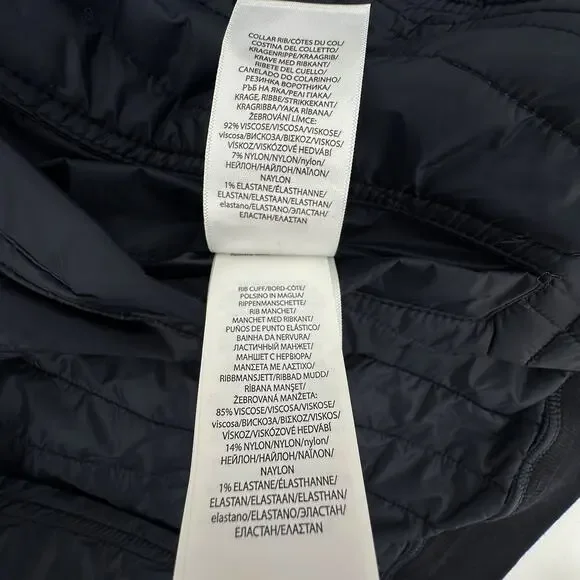 COLLAR RIB/CÔTES DU COL/
COSTINA DEL COLLETTO/
KRAGENRIPPE/KRAAGRIB/
KRAVE MED RIBKANT/
RIBETE DEL CUELLO/
CANELADO DO COLARINHO/
РЕЗИНКА ВОРОТНИКА/
РЪБ НА ЯКА/РЕЛІ ГІАКА/
KRAGE, RIBBE/STRIKKEKANT/
KRAGRIBBA/YAKA RİBANA/
ŽEBROVÁNÍ LÍMCE:
92% VISCOSE/VISCOSA/VISKOSE/
viscosa/ВИСКОЗА/ВІЗКОZ/VISKOS/
VİSKOZ/VISKÓZOVÉ HEDVÁBÍ
7% NYLON/NYLON/nylon/
НЕЙЛОН/НАЙЛОН/ΝΑΪΛΟΝ/
NAYLON
1% ELASTANE/ÉLASTHANNE/
ELASTAN/ELASTAAN/ELASTHAN/
elastano/ELASTANO/ЭЛАСТАН/
ЕЛАСТАН/ΕΛΑΣΤΑΝ
RIB CUFF/BORD-CÔTE/
POLSINO IN MAGLIA/
RIPPENMANSCHETTE/
RIB MANCHET/
MANCHET MED RIBKANT/
PUÑOS DE PUNTO ELÁSTICO/
BAINHA DA NERVURA/
ЛАСТИЧНЫЙ МАНЖЕТ/
МАНШЕТ С НЕРВЮРА/
ΜΑΝΣΕΤΑ ΜΕ ΛΑΣΤΙΧΟ/
RIBBMANSJETT/RIBBAD MUDD/
RİBANA MANŞET/
ŽEBROVANÁ MANŽETA:
85% VISCOSE/VISCOSA/VISKOSE/
viscosa/ВИСКОЗА/ΒΙΣΚΟΖ/VISKOS/
VİSKOZ/VISKÓZOVÉ HEDVÁBÍ
14% NYLON/NYLON/nylon/
НЕЙЛОН/НАЙЛОН/ΝΑΪΛΟΝ/
NAYLON
1% ELASTANE/ÉLASTHANNE/
ELASTAN/ELASTAAN/ELASTHAN/
elastano/ELASTANO/ЭЛАСТАН/
ЕЛАСТАН/ΕΛΑΣΤΑΝ